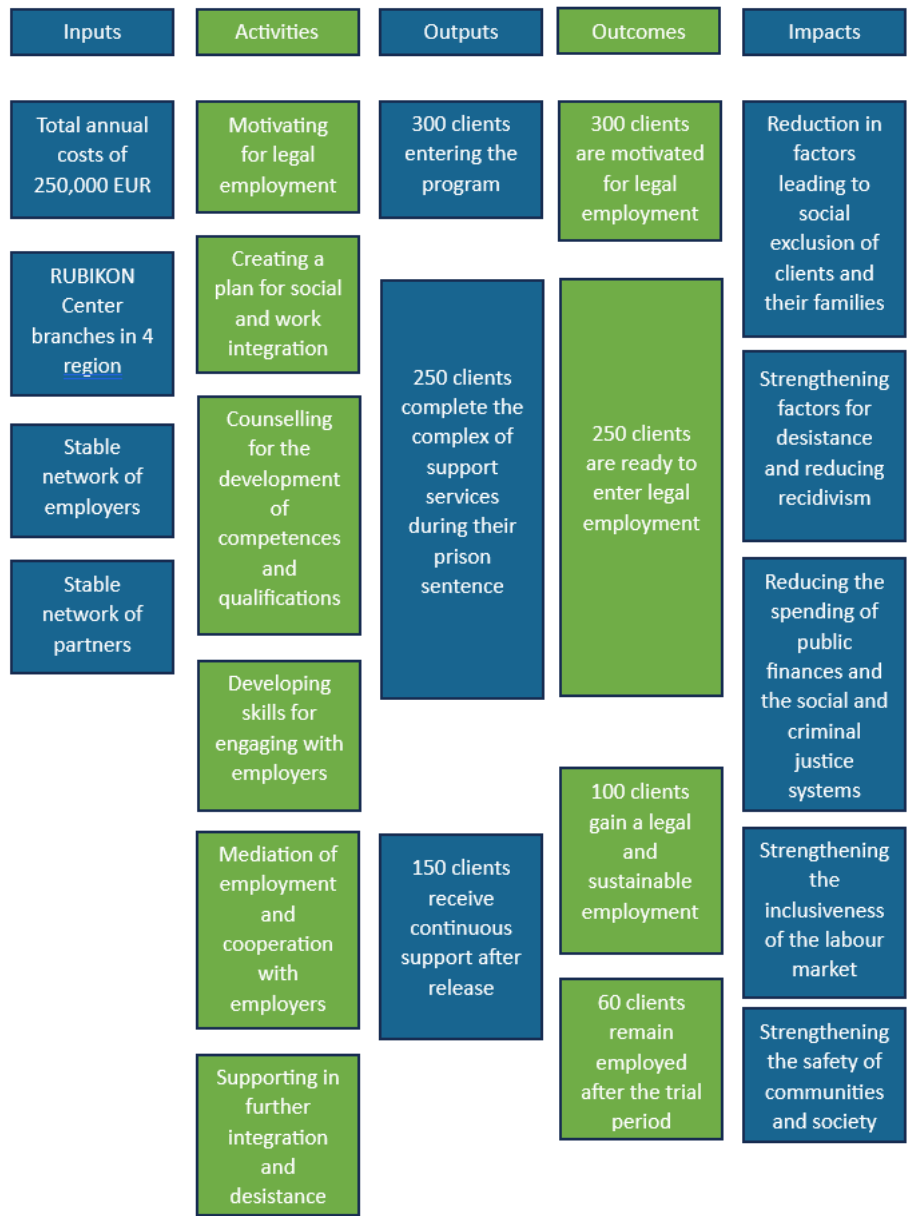 Inputs
Activities
Outputs
Outcomes
Impacts
Total annual
costs of
250,000 EUR
RUBIKON
Center
branches in 4
region
Stable
network of
employers
Stable
network of
partners
Motivating
for legal
employment
Creating a
plan for social
and work
integration
Counselling
for the
development
of
competences
and
qualifications
Developing
skills for
engaging with
employers
Mediation of
employment
and
cooperation
with
employers
Supporting in
further
integration
and
desistance
300 clients
entering the
program
250 clients
complete the
complex of
support
services
during their
prison
sentence
150 clients
receive
continuous
support after
release
300 clients
are motivated
for legal
employment
250 clients
are ready to
enter legal
employment
100 clients
gain a legal
and
sustainable
employment
60 clients
remain
employed
after the trial
period
Reduction in
factors
leading to
social
exclusion of
clients and
their families
Strengthening
factors for
desistance
and reducing
recidivism
Reducing the
spending of
public
finances and
the social and
criminal
justice
systems
Strengthening
the
inclusiveness
of the labour
market
Strengthening
the safety of
communities
and society